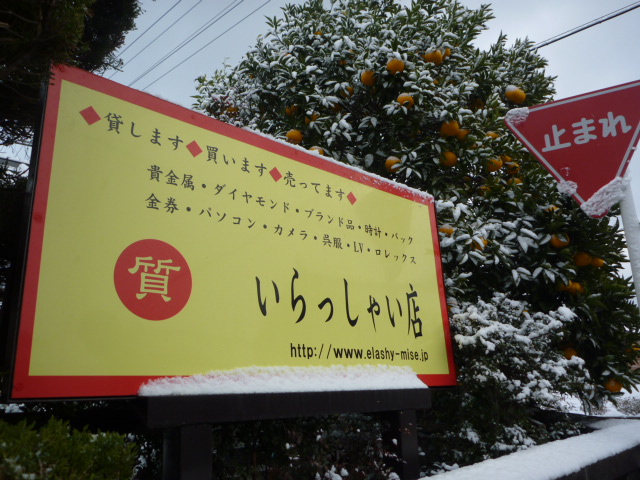 ◆貸します◆買います◆売ってます◆
貴金属・ダイヤモンド・ブランド品・時計・バック
金券・パソコン・カメラ・呉服・LV・ロレックス
質
いらっしゃい店
http://www.elashy-mise.jp
止まれ